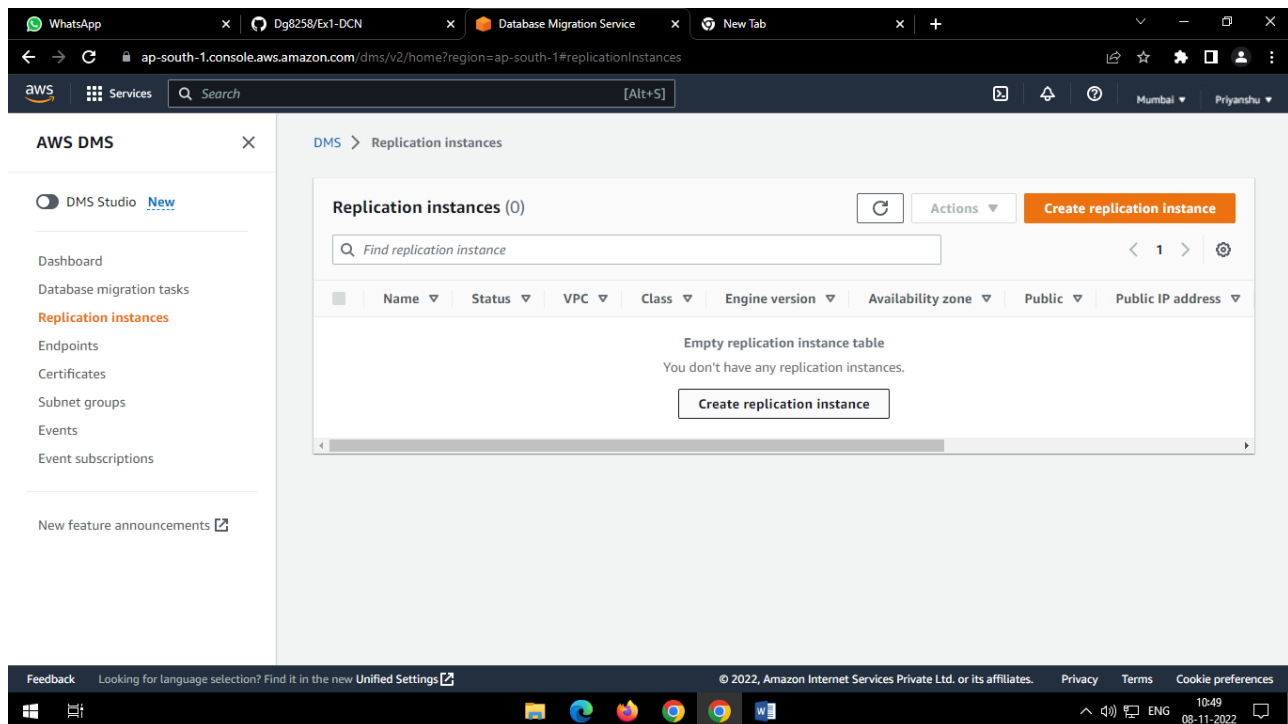 WhatsApp Dg8258/Ex1-DCN Database Migration Service New Tab
ap-south-1.console.aws.amazon.com/dms/v2/home?region=ap-south-1#replicationInstances
aws Services Search [Alt+S] Mumbai Priyanshu
AWS DMS
DMS Studio New
Dashboard
Database migration tasks
Replication instances
Endpoints
Certificates
Subnet groups
Events
Event subscriptions
New feature announcements
DMS > Replication instances
Replication instances (0) Actions Create replication instance
Find replication instance 1
Name Status VPC Class Engine version Availability zone Public Public IP address
Empty replication instance table
You don't have any replication instances.
Create replication instance
Feedback Looking for language selection? Find it in the new Unified Settings © 2022, Amazon Internet Services Private Ltd. or its affiliates. Privacy Terms Cookie preferences
ENG 10:49
08-11-2022